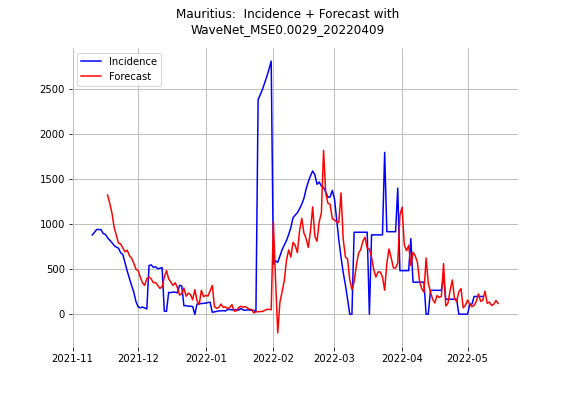 Mauritius:  Incidence + Forecast with
WaveNet_MSE0.0029_20220409
Incidence
Forecast
2500
2000
1500
1000
500
0
2021-11 2021-12 2022-01 2022-02 2022-03 2022-04 2022-05